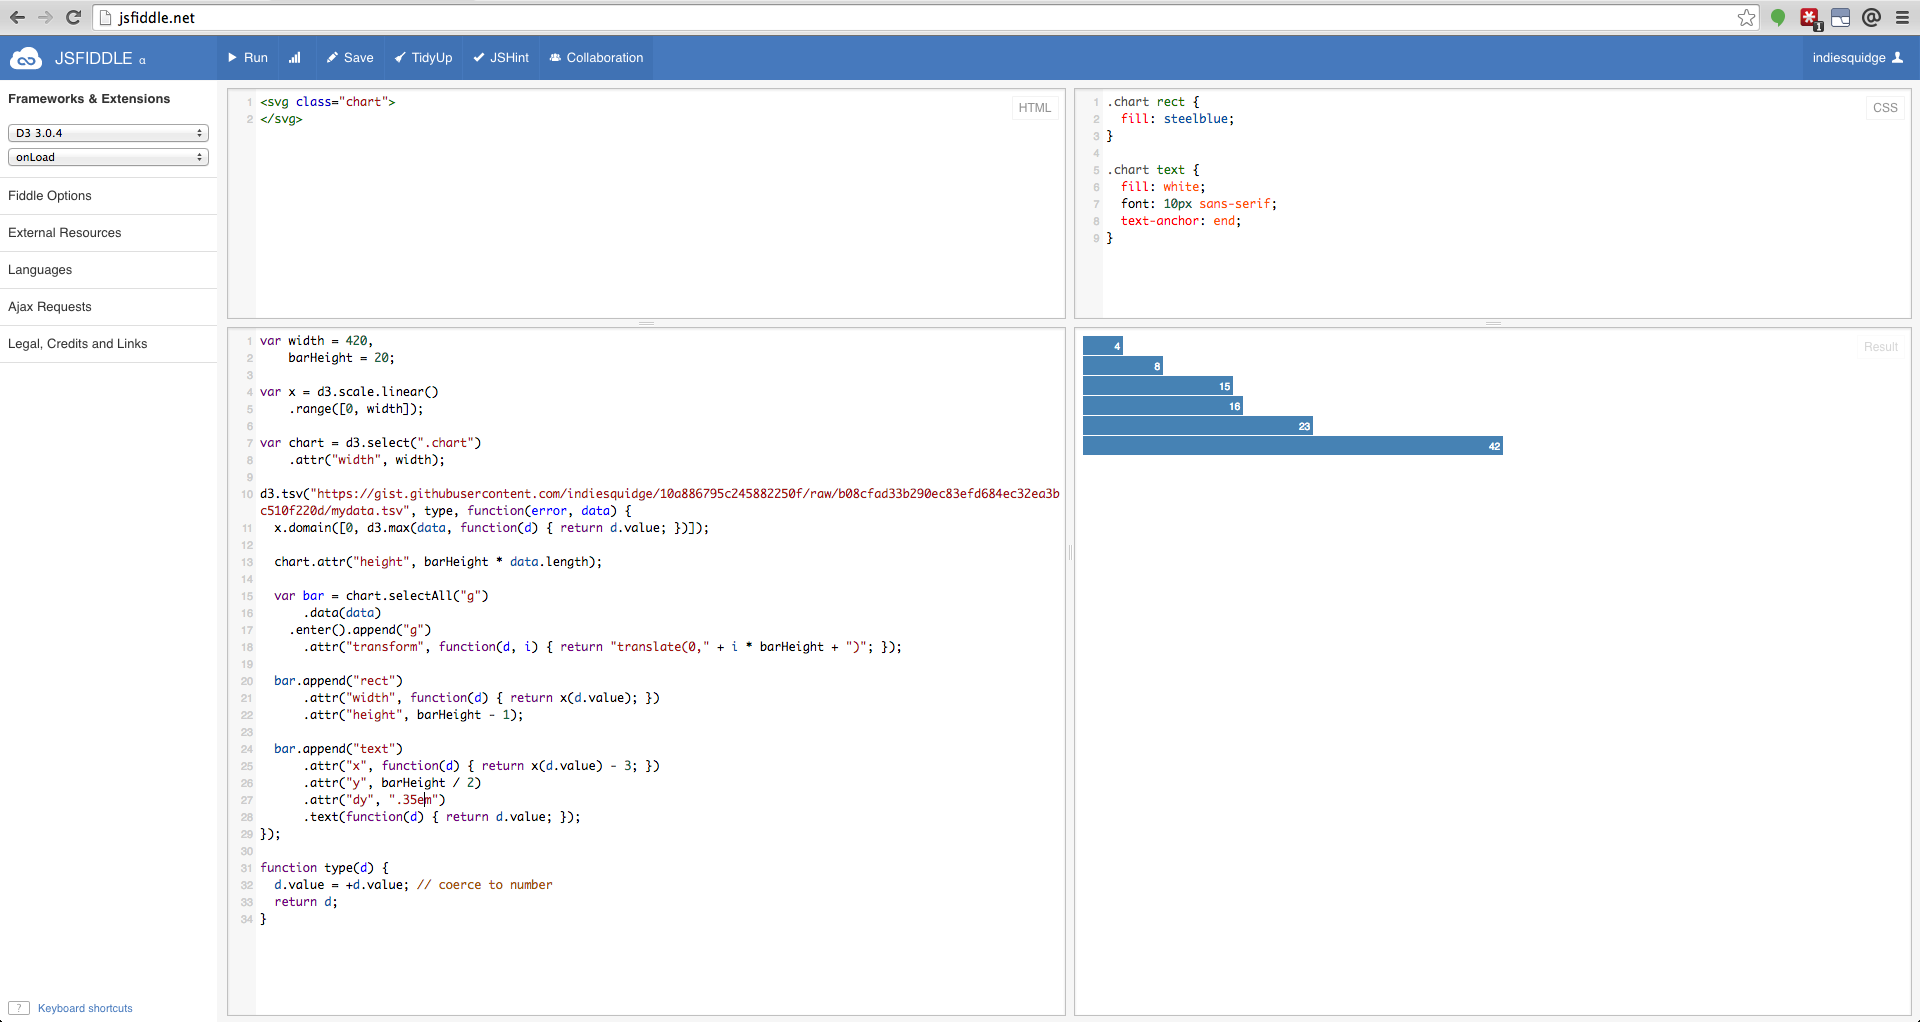 jsfiddle.net
1
JSFIDDLE α
Run
Save
TidyUp
JSHint
Collaboration
indiesquidge
Frameworks & Extensions
D3 3.0.4
onLoad
Fiddle Options
External Resources
Languages
Ajax Requests
Legal, Credits and Links
? Keyboard shortcuts
HTML
1 <svg class="chart">
2 </svg>
CSS
1 .chart rect {
2 fill: steelblue;
3 }
4
5 .chart text {
6 fill: white;
7 font: 10px sans-serif;
8 text-anchor: end;
9 }
1 var width = 420,
2 barHeight = 20;
3
4 var x = d3.scale.linear()
5 .range([0, width]);
6
7 var chart = d3.select(".chart")
8 .attr("width", width);
9
10 d3.tsv("https://gist.githubusercontent.com/indiesquidge/10a886795c245882250f/raw/b08cfad33b290ec83efd684ec32ea3b
c510f220d/mydata.tsv", type, function(error, data) {
11 x.domain([0, d3.max(data, function(d) { return d.value; })]);
12
13 chart.attr("height", barHeight * data.length);
14
15 var bar = chart.selectAll("g")
16 .data(data)
17 .enter().append("g")
18 .attr("transform", function(d, i) { return "translate(0," + i * barHeight + ")"; });
19
20 bar.append("rect")
21 .attr("width", function(d) { return x(d.value); })
22 .attr("height", barHeight - 1);
23
24 bar.append("text")
25 .attr("x", function(d) { return x(d.value) - 3; })
26 .attr("y", barHeight / 2)
27 .attr("dy", ".35em")
28 .text(function(d) { return d.value; });
29 });
30
31 function type(d) {
32 d.value = +d.value; // coerce to number
33 return d;
34 }
Result
4
8
15
16
23
42